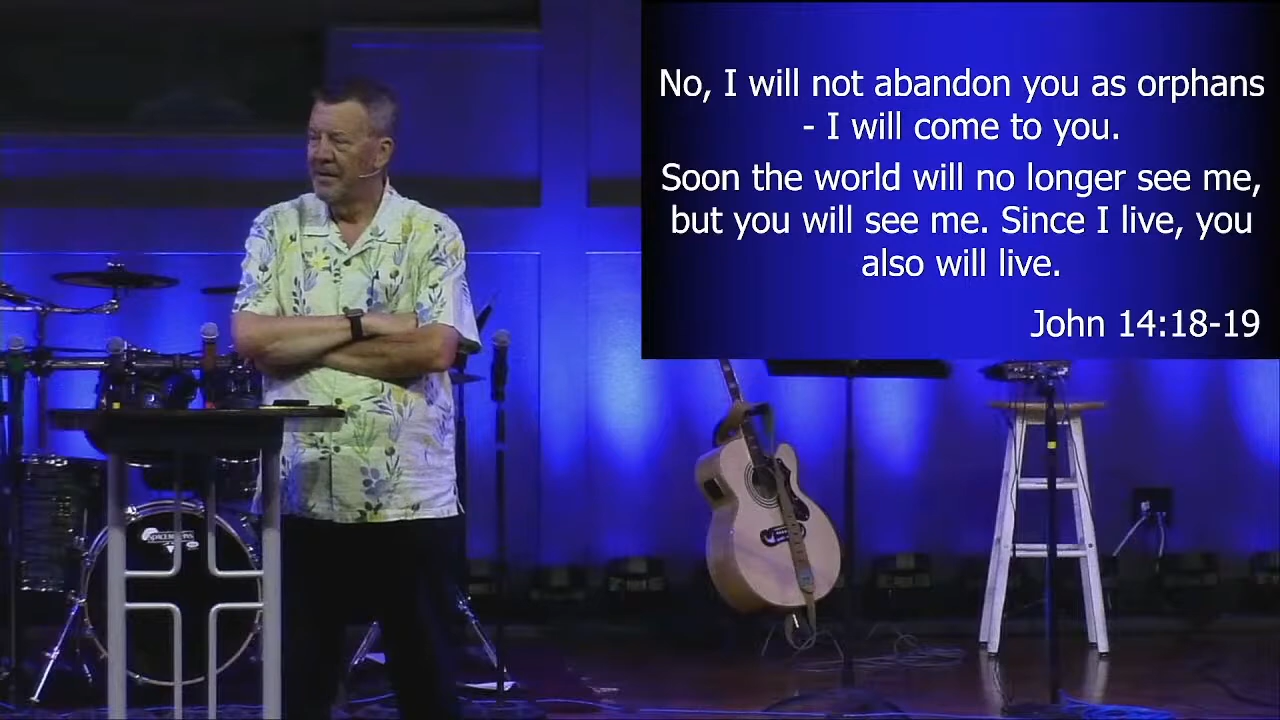 No, I will not abandon you as orphans
- I will come to you.
Soon the world will no longer see me,
but you will see me. Since I live, you
also will live.
John 14:18-19